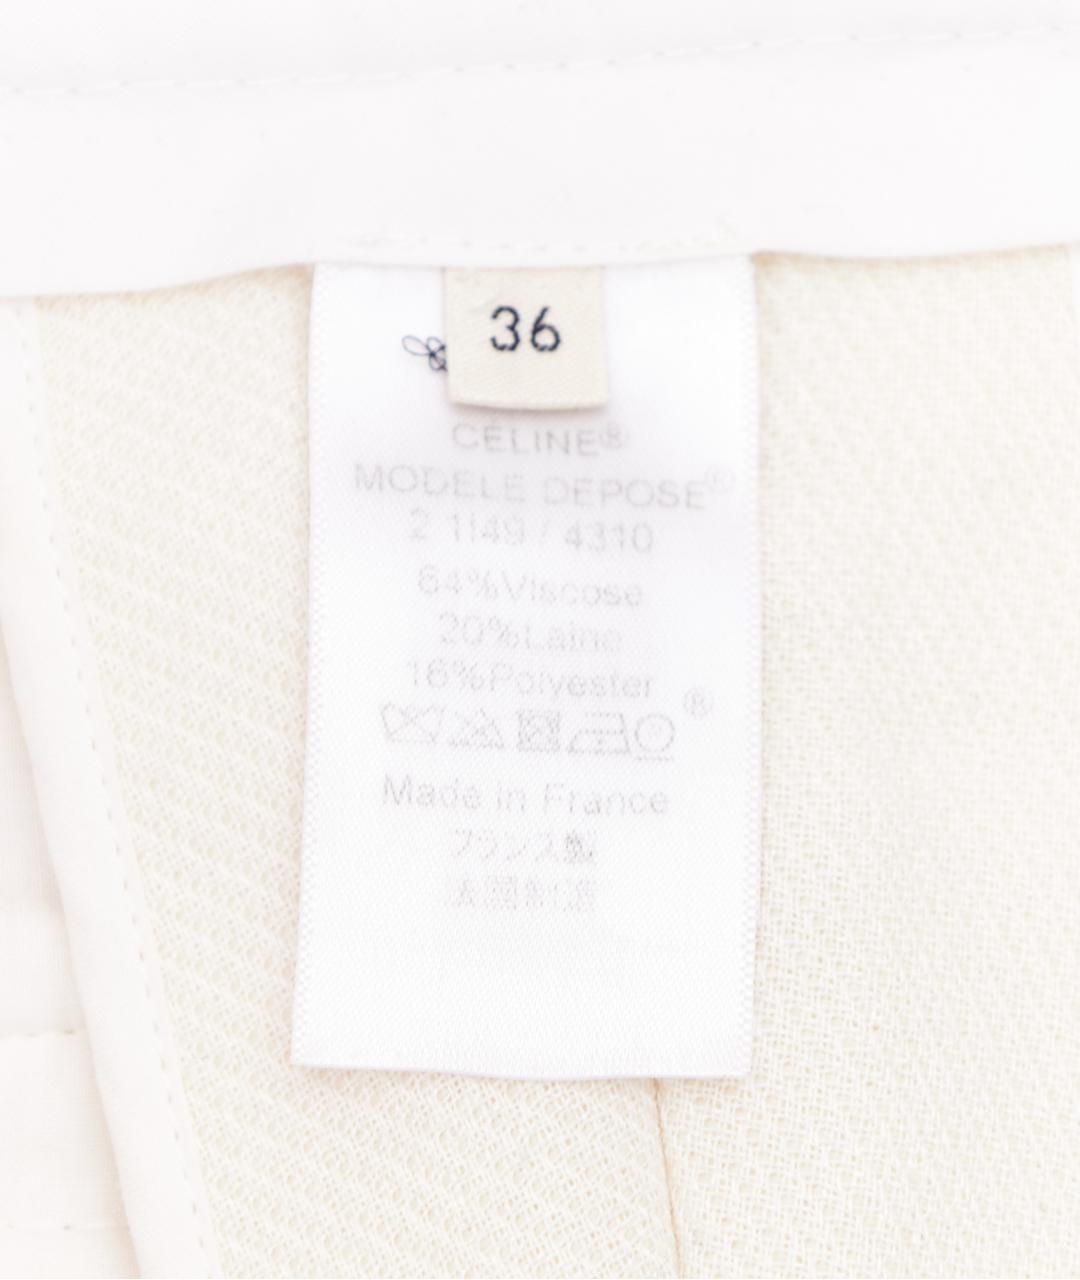 36
CÉLINE®
MODELE DEPOSE®
2 1I49 / 4310
64%Viscose
20%Laine
16%Polyester
®
Made in France
フランス製
法国制造